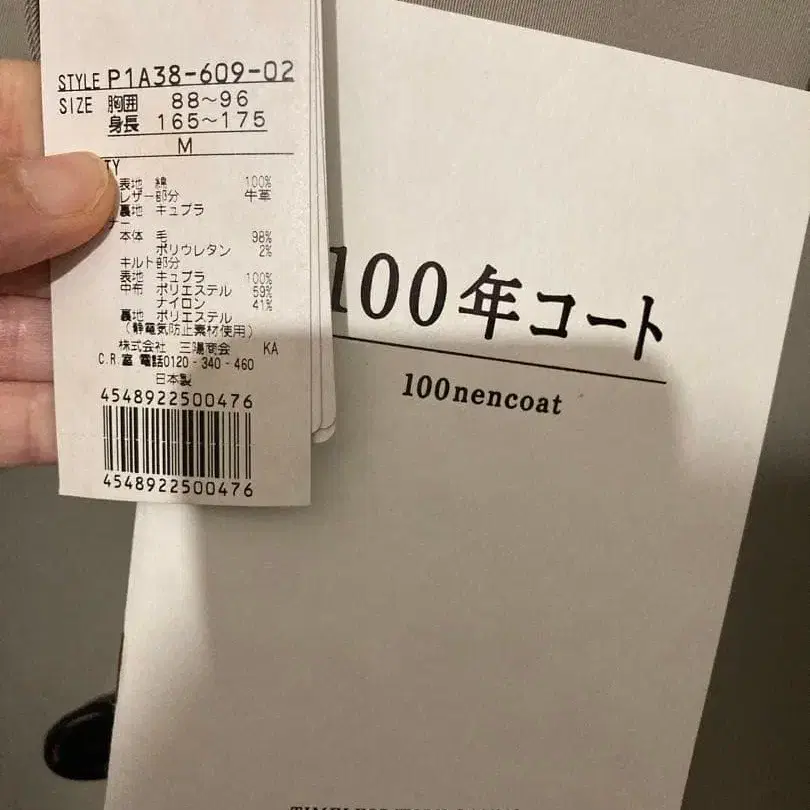 STYLE P1A38-609-02
SIZE 胸囲 88~96
身長 165~175
M
TY
表地 綿 100%
レザー部分 牛革
裏地 キュプラ
本体 毛 98%
ポリウレタン 2%
キルト部分
表地 キュプラ 100%
中布 ポリエステル 59%
ナイロン 41%
裏地 ポリエステル
(静電気防止素材使用)
株式会社 三陽商会 KA
C.R.室 電話0120-340-460
日本製
4548922500476
4548922500476
100年コート
100nencoat